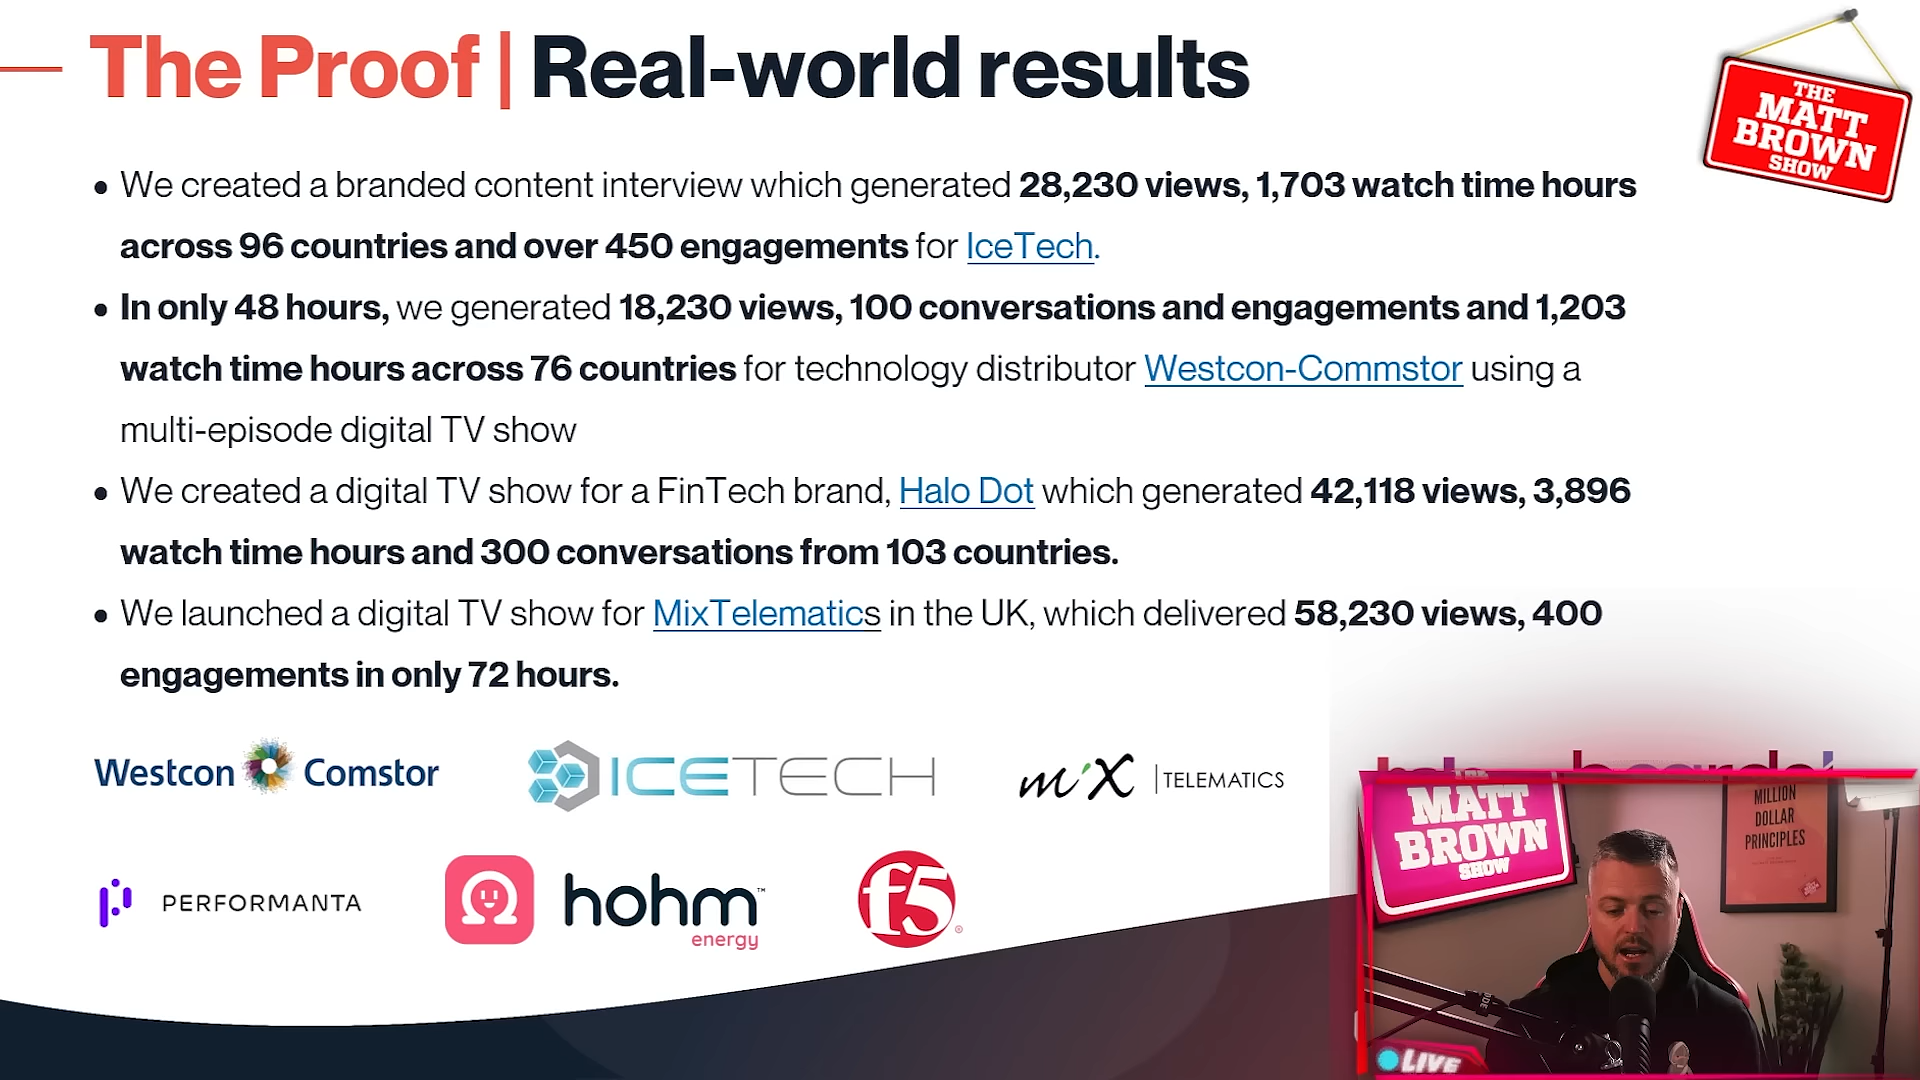 The Proof | Real-world results
THE
MATT
BROWN
SHOW
• We created a branded content interview which generated 28,230 views, 1,703 watch time hours
across 96 countries and over 450 engagements for IceTech.
• In only 48 hours, we generated 18,230 views, 100 conversations and engagements and 1,203
watch time hours across 76 countries for technology distributor Westcon-Commstor using a
multi-episode digital TV show
• We created a digital TV show for a FinTech brand, Halo Dot which generated 42,118 views, 3,896
watch time hours and 300 conversations from 103 countries.
• We launched a digital TV show for MixTelematics in the UK, which delivered 58,230 views, 400
engagements in only 72 hours.
Westcon Comstor
ICETECH
miX | TELEMATICS
PERFORMANTA
hohm™
energy
f5®
THE
MATT
BROWN
SHOW
MILLION
DOLLAR
PRINCIPLES
LIVE